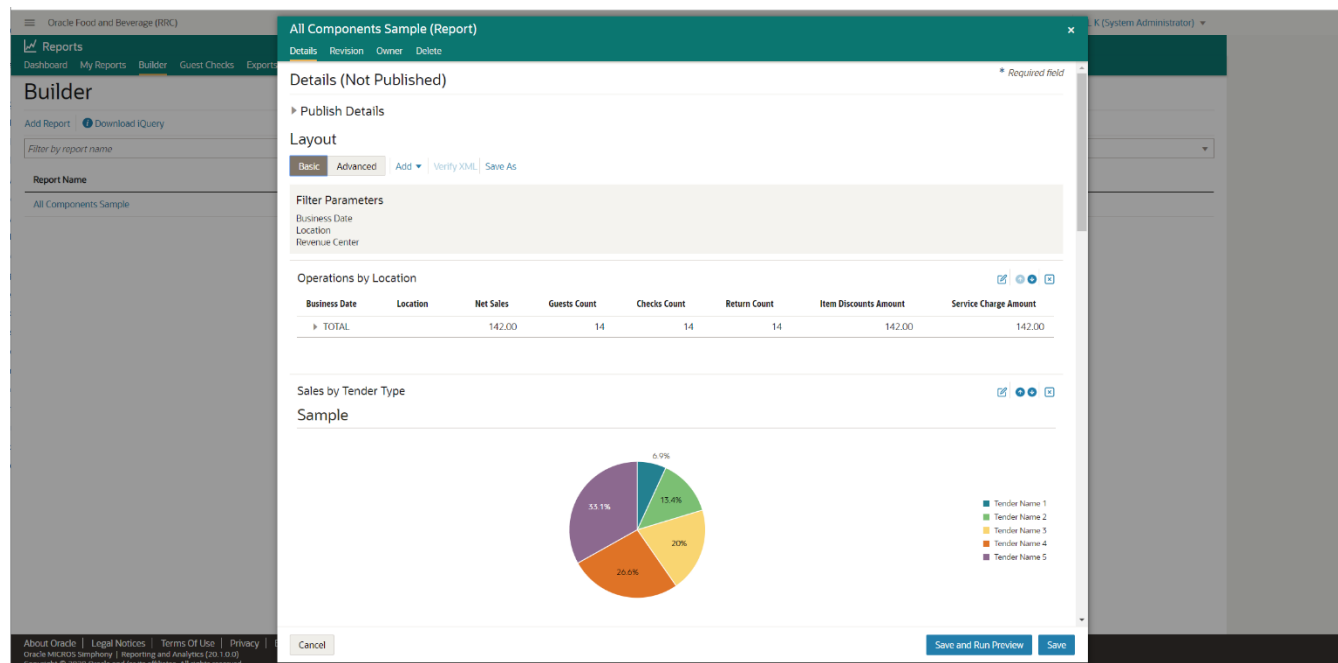 Oracle Food and Beverage (RRC)
K (System Administrator)
Reports
Dashboard My Reports Builder Guest Checks Exports
Builder
Add Report Download iQuery
Filter by report name
Report Name
All Components Sample
All Components Sample (Report)
Details Revision Owner Delete
Details (Not Published)
* Required field
Publish Details
Layout
Basic Advanced Add Verify XML Save As
Filter Parameters
Business Date
Location
Revenue Center
Operations by Location
Business Date Location Net Sales Guests Count Checks Count Return Count Item Discounts Amount Service Charge Amount
TOTAL 142.00 14 14 14 142.00 142.00
Sales by Tender Type
Sample
6.9%
13.4%
20%
26.6%
33.1%
Tender Name 1
Tender Name 2
Tender Name 3
Tender Name 4
Tender Name 5
Cancel Save and Run Preview Save
About Oracle | Legal Notices | Terms Of Use | Privacy |
Oracle MICROS Simphony | Reporting and Analytics (20.1.0.0)